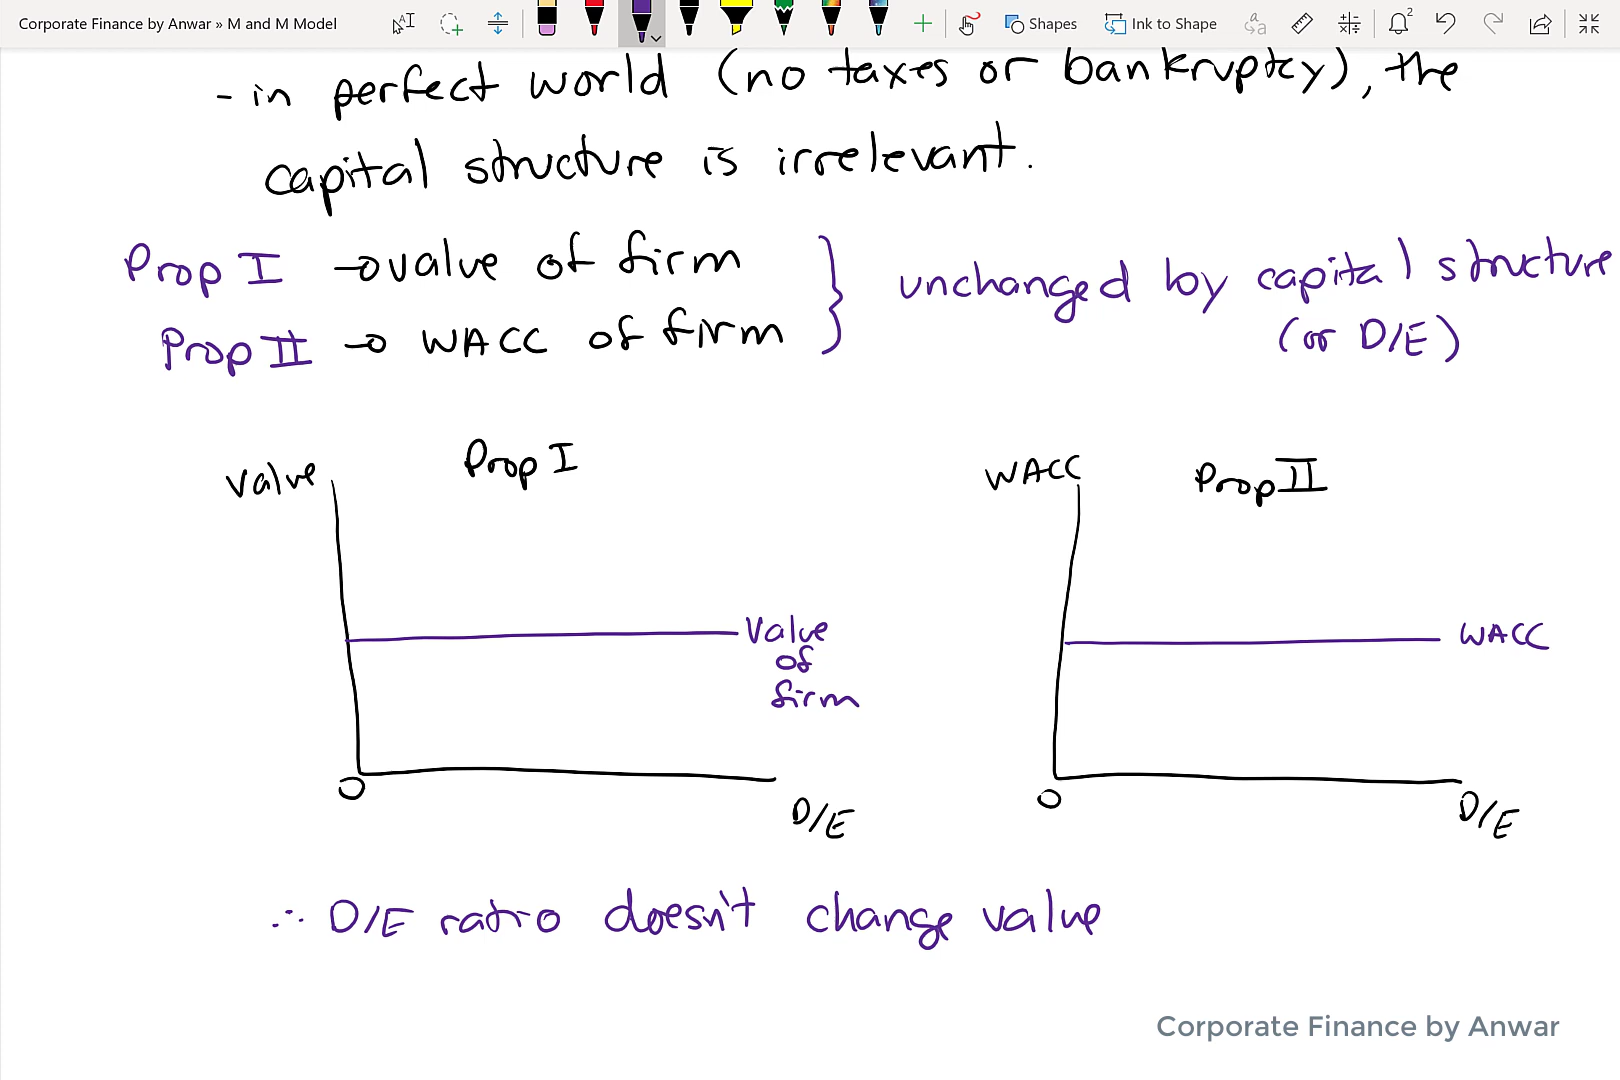 Corporate Finance by Anwar » M and M Model
Shapes
Ink to Shape
2
- in perfect world (no taxes or bankruptcy), the
capital structure is irrelevant.
Prop I → value of firm
Prop II → WACC of firm
unchanged by capital structure
(or D/E)
Value
Prop I
Value
of
firm
0
D/E
WACC
Prop II
WACC
0
D/E
∴ D/E ratio doesn't change value
Corporate Finance by Anwar